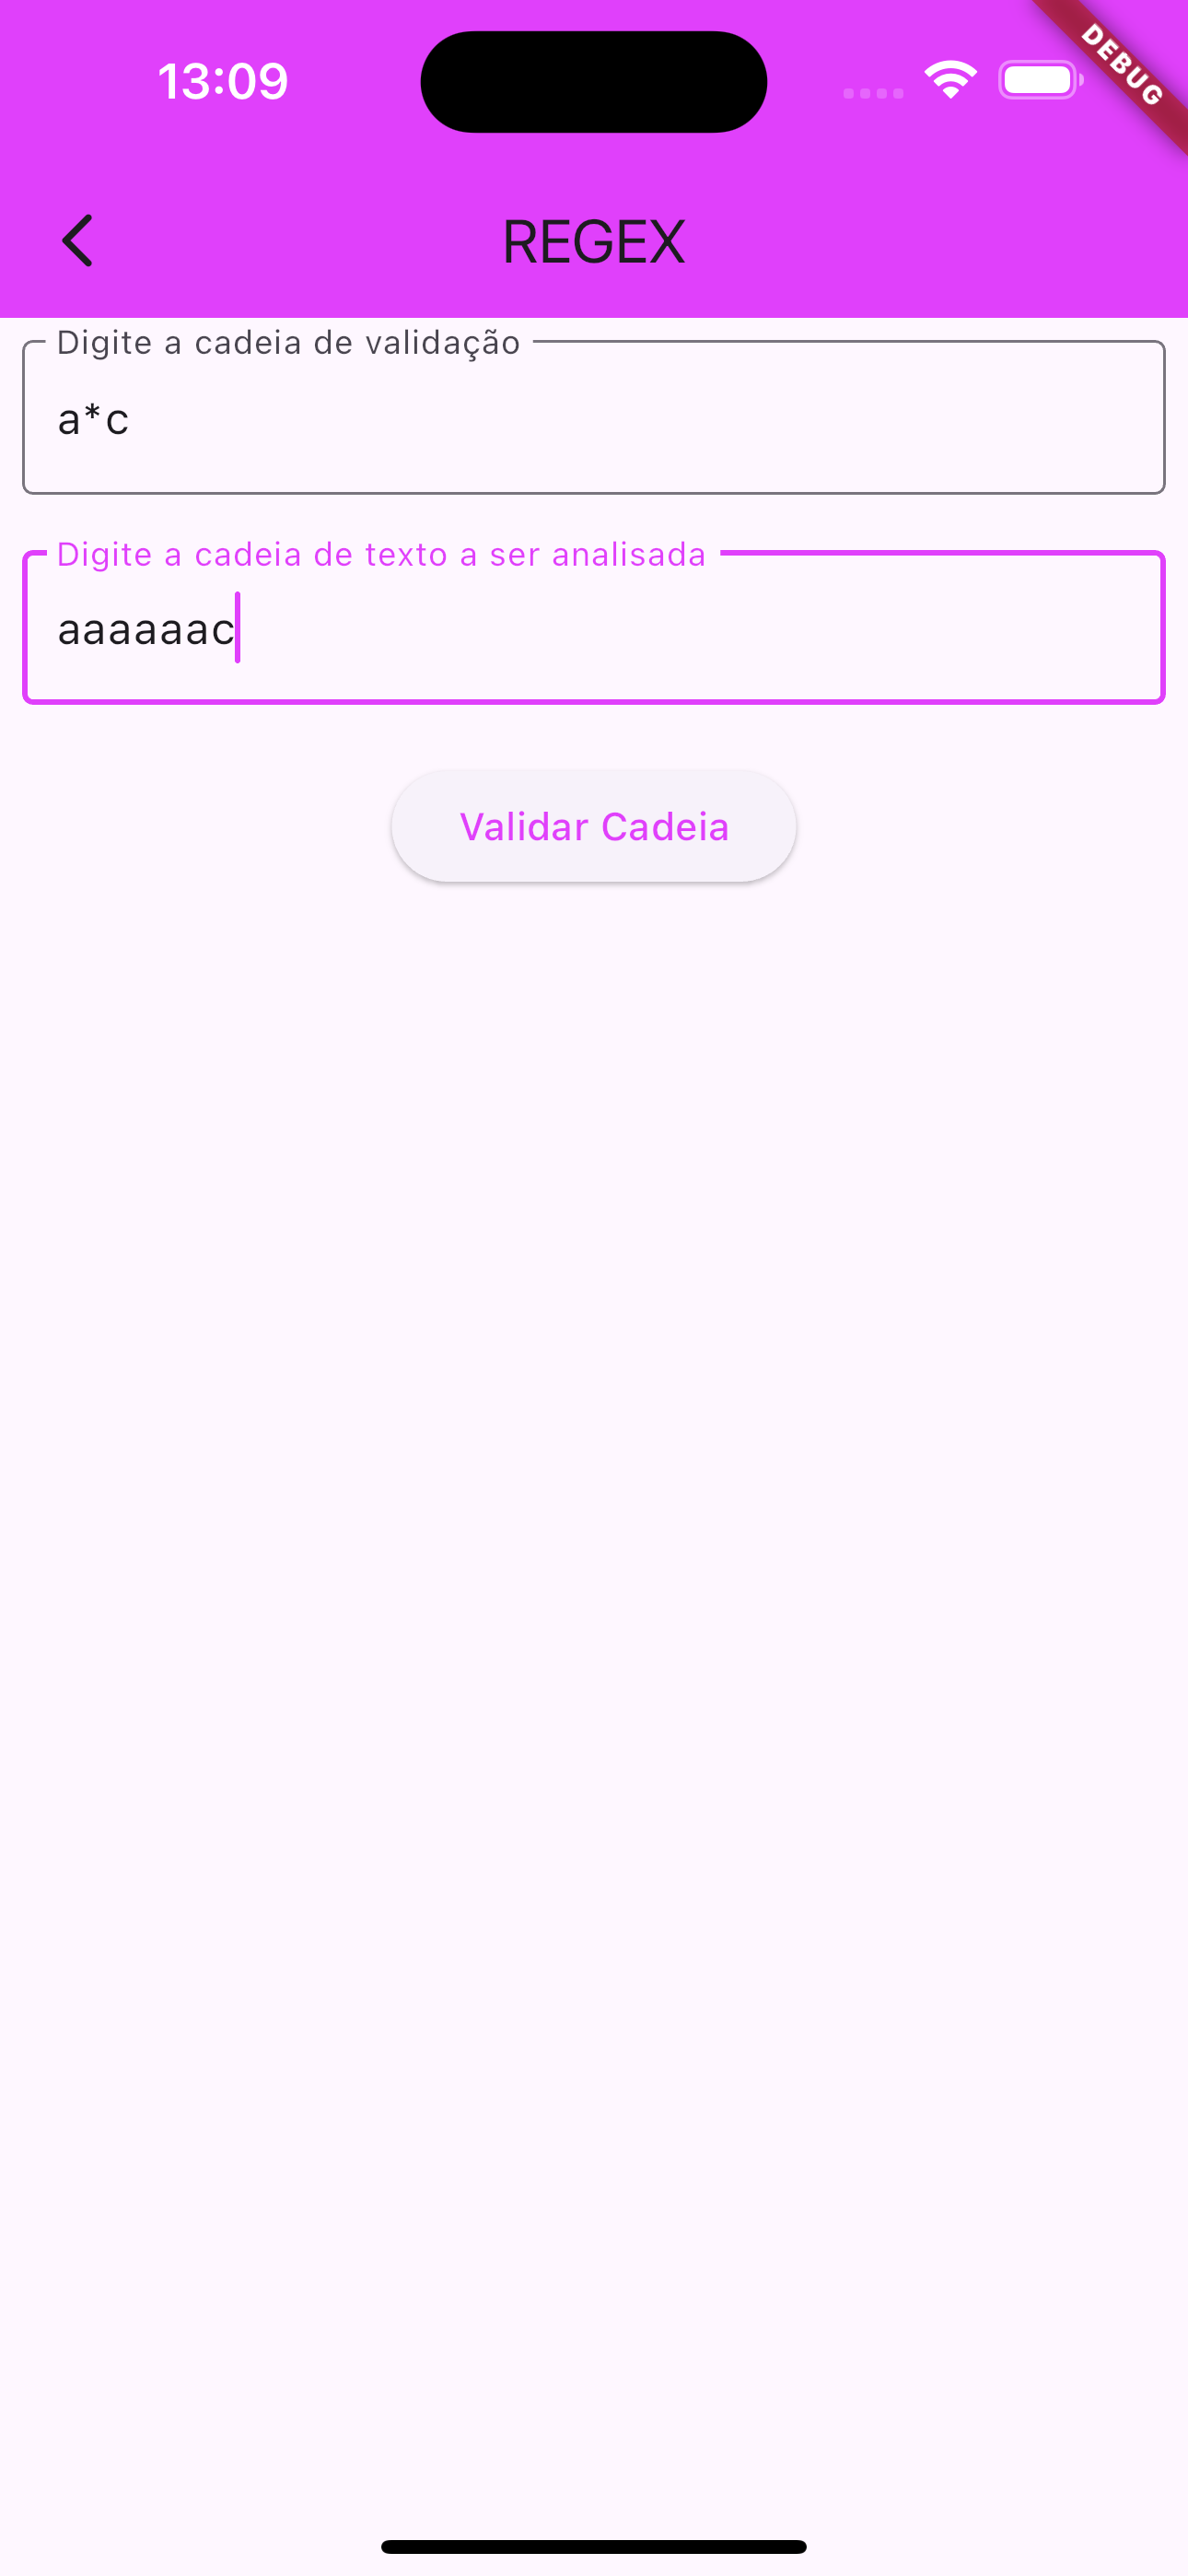 13:09
DEBUG
REGEX
Digite a cadeia de validação
a*c
Digite a cadeia de texto a ser analisada
aaaaaac
Validar Cadeia